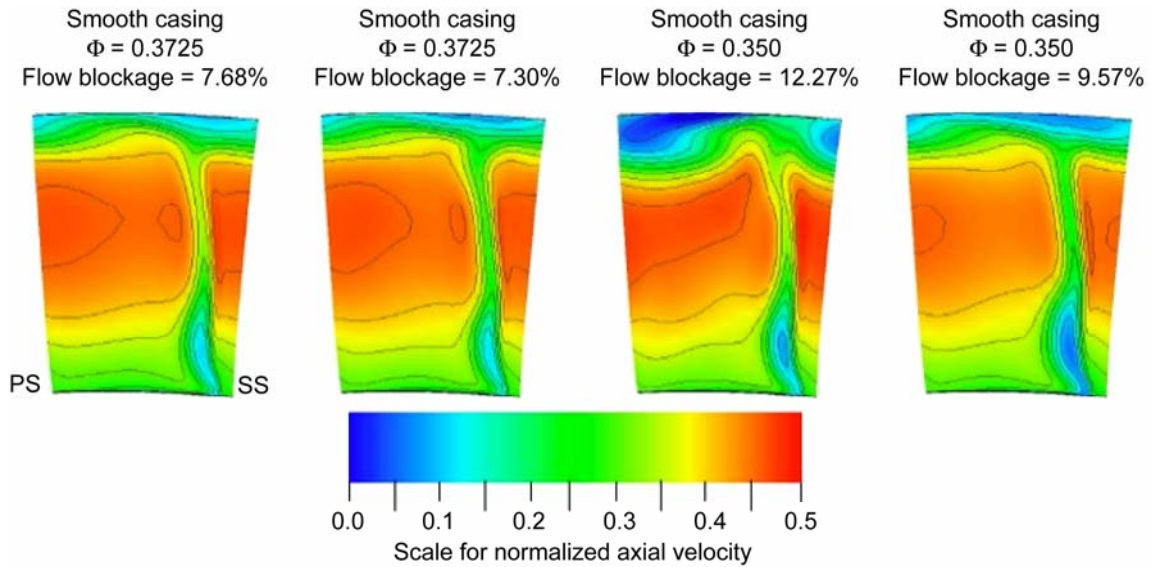 Smooth casing
Φ = 0.3725
Flow blockage = 7.68%
Smooth casing
Φ = 0.3725
Flow blockage = 7.30%
Smooth casing
Φ = 0.350
Flow blockage = 12.27%
Smooth casing
Φ = 0.350
Flow blockage = 9.57%
PS
SS
0.0 0.1 0.2 0.3 0.4 0.5
Scale for normalized axial velocity